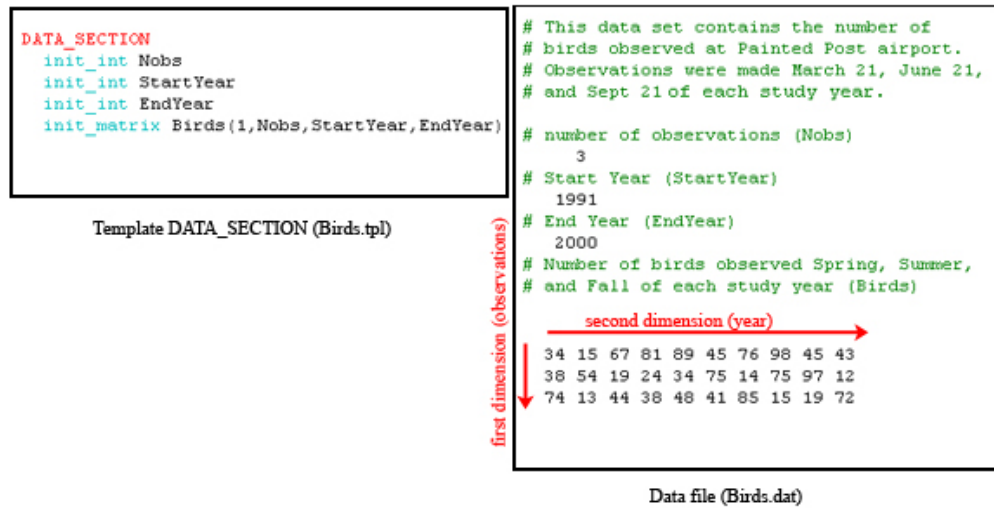 DATA_SECTION
init_int Nobs
init_int StartYear
init_int EndYear
init_matrix Birds(1,Nobs,StartYear,EndYear)
Template DATA_SECTION (Birds.tpl)
# This data set contains the number of
# birds observed at Painted Post airport.
# Observations were made March 21, June 21,
# and Sept 21 of each study year.
# number of observations (Nobs)
3
# Start Year (StartYear)
1991
# End Year (EndYear)
2000
# Number of birds observed Spring, Summer,
# and Fall of each study year (Birds)
second dimension (year)
first dimension (observations)
34 15 67 81 89 45 76 98 45 43
38 54 19 24 34 75 14 75 97 12
74 13 44 38 48 41 85 15 19 72
Data file (Birds.dat)